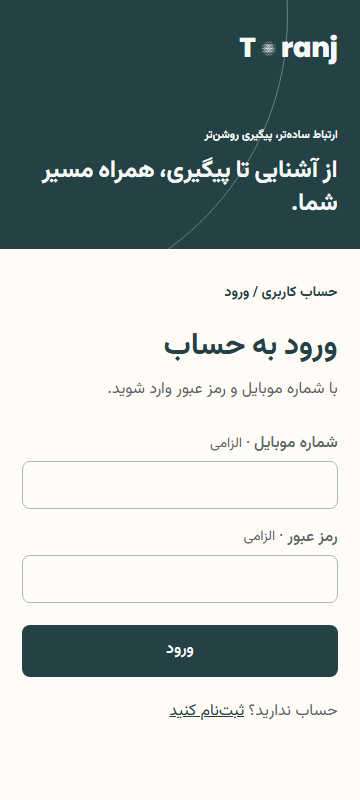 Toranj
ارتباط ساده‌تر، پیگیری روشن‌تر
از آشنایی تا پیگیری، همراه مسیر
شما.
حساب کاربری / ورود
ورود به حساب
با شماره موبایل و رمز عبور وارد شوید.
شماره موبایل · الزامی
رمز عبور · الزامی
ورود
حساب ندارید؟ ثبت‌نام کنید